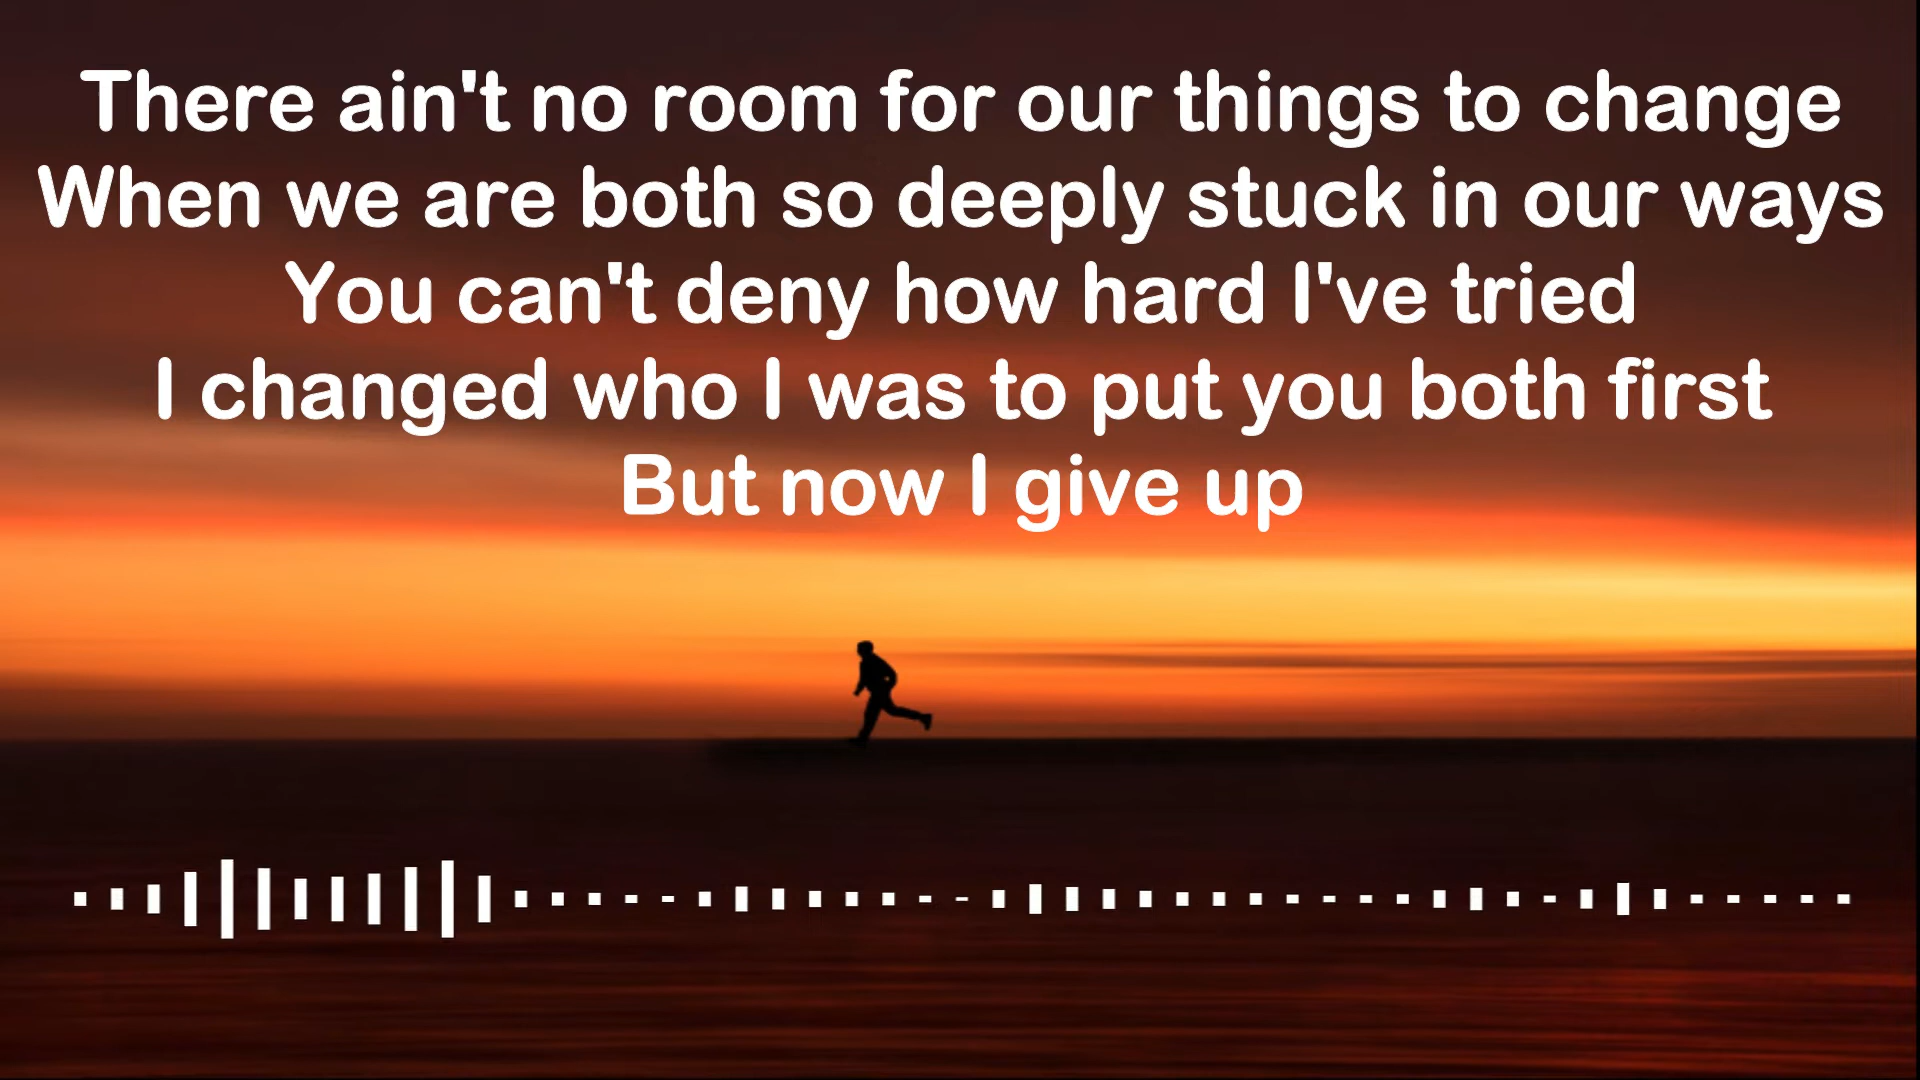 There ain't no room for our things to change
When we are both so deeply stuck in our ways
You can't deny how hard I've tried
I changed who I was to put you both first
But now I give up